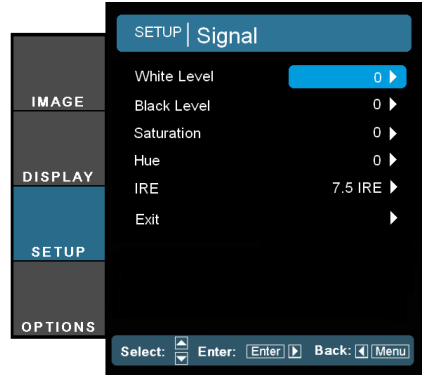 SETUP | Signal
IMAGE
DISPLAY
SETUP
OPTIONS
White Level 0
Black Level 0
Saturation 0
Hue 0
IRE 7.5 IRE
Exit
Select: Enter: Enter Back: Menu